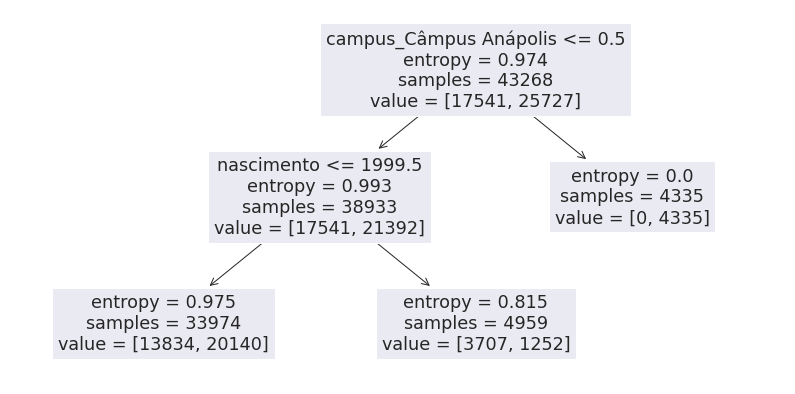 campus_Câmpus Anápolis <= 0.5
entropy = 0.974
samples = 43268
value = [17541, 25727]
nascimento <= 1999.5
entropy = 0.993
samples = 38933
value = [17541, 21392]
entropy = 0.0
samples = 4335
value = [0, 4335]
entropy = 0.975
samples = 33974
value = [13834, 20140]
entropy = 0.815
samples = 4959
value = [3707, 1252]